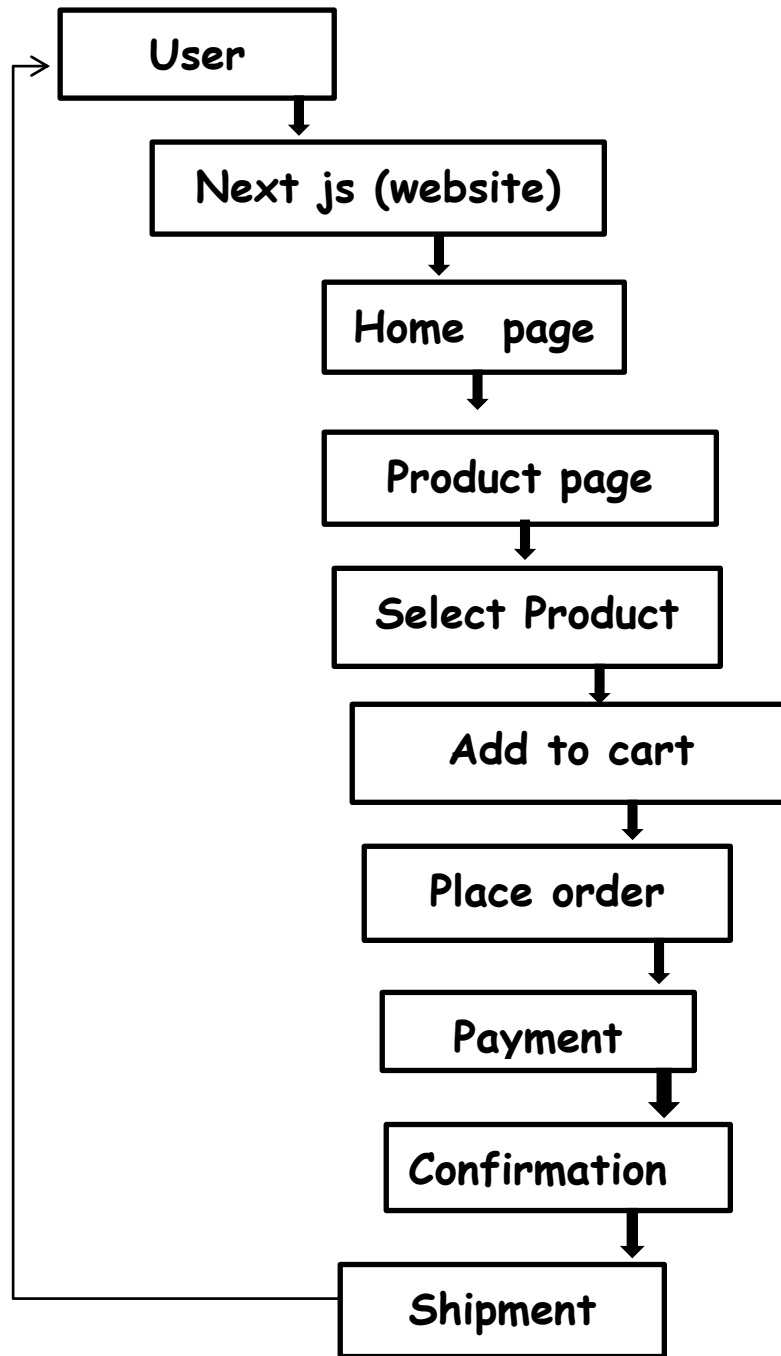 User
Next js (website)
Home page
Product page
Select Product
Add to cart
Place order
Payment
Confirmation
Shipment